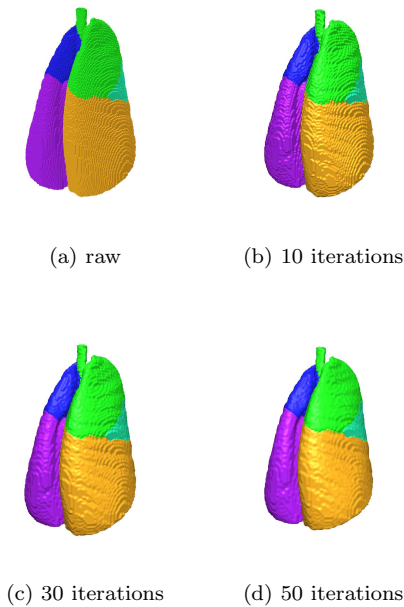 (a) raw
(b) 10 iterations
(c) 30 iterations
(d) 50 iterations